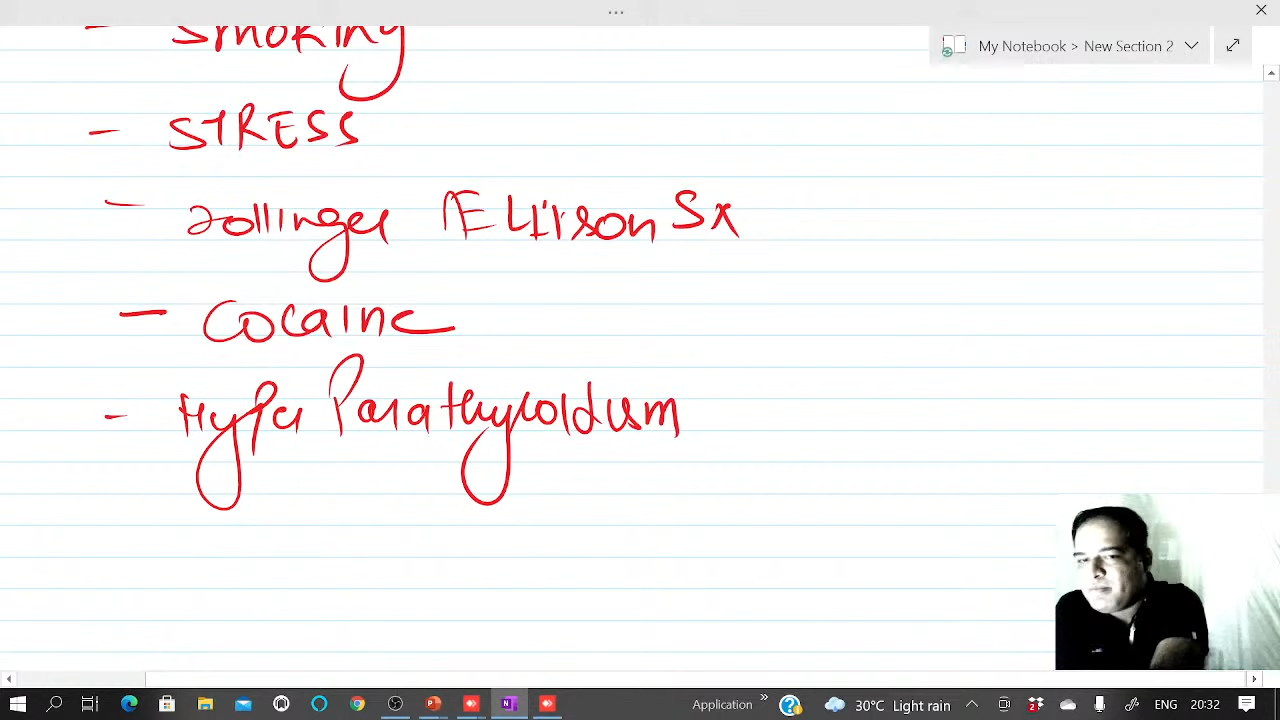 ...
My Notebook > New Section 2
- Smoking
- STRESS
- Zollinger Ellison Sx
- Cocaine
- Hyper Parathyroidism
Application
»
30°C Light rain
ENG
20:32